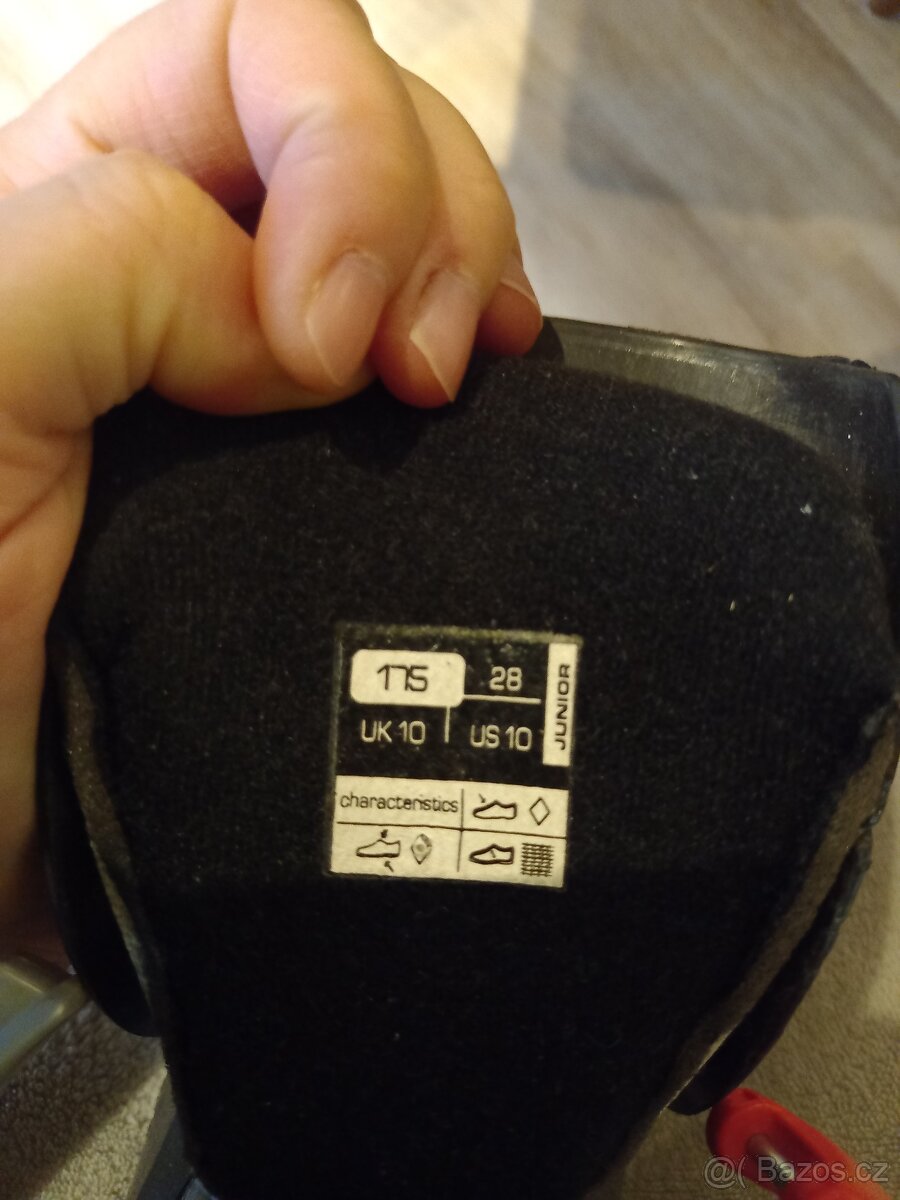 175 28
UK 10 US 10
JUNIOR
characteristics
@( Bazos.cz